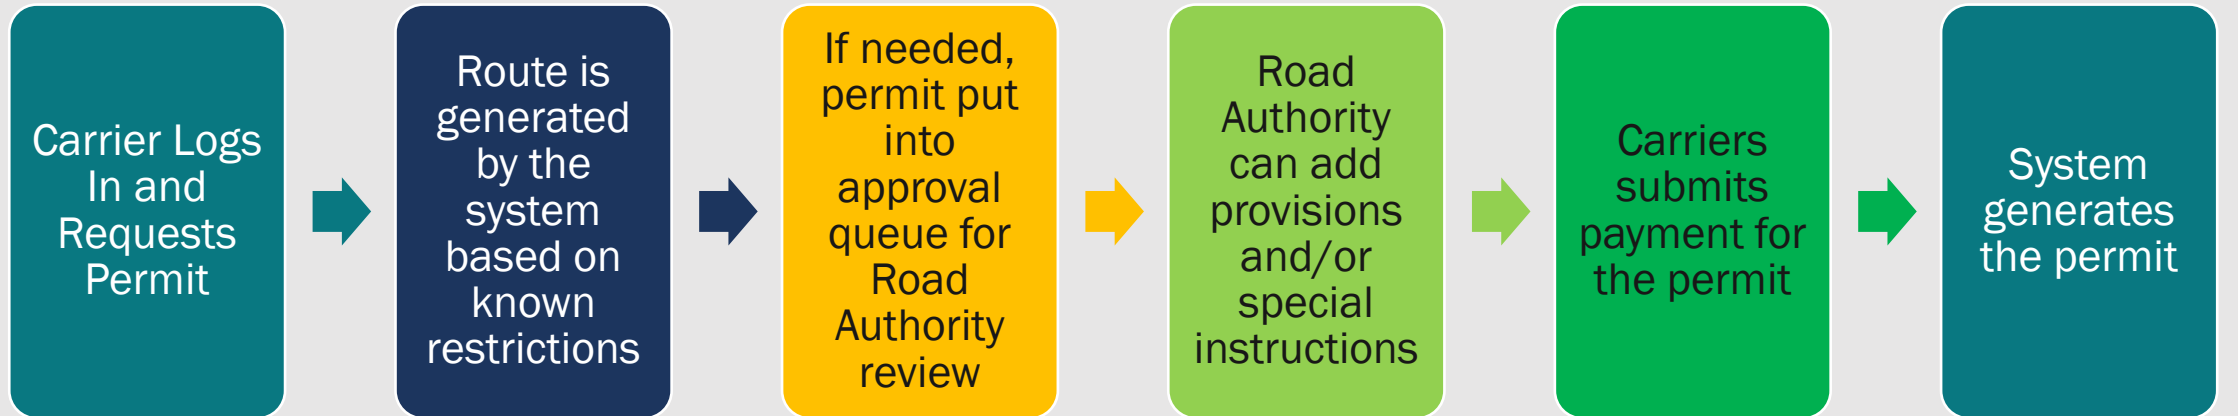 Carrier Logs
In and
Requests
Permit
Route is
generated
by the
system
based on
known
restrictions
If needed,
permit put
into
approval
queue for
Road
Authority
review
Road
Authority
can add
provisions
and/or
special
instructions
Carriers
submits
payment for
the permit
System
generates
the permit